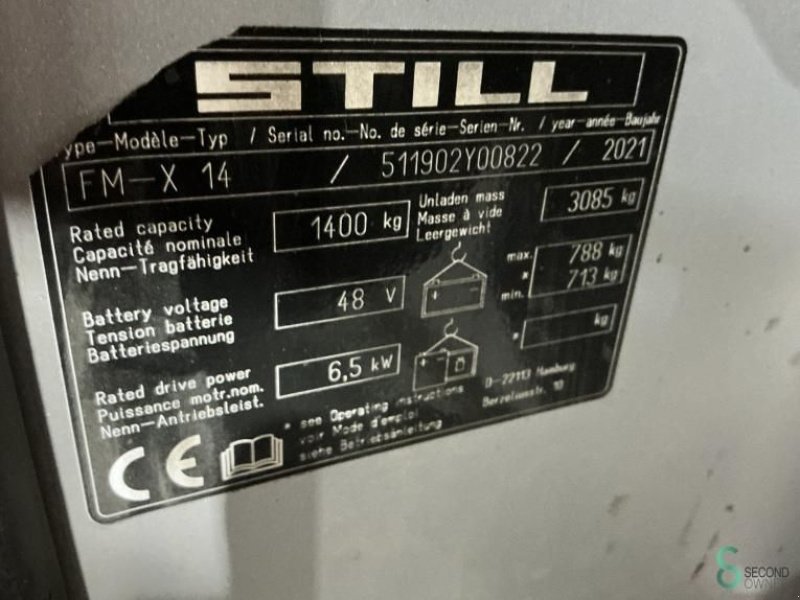 STILL
ype-Modèle-Typ / Serial no.-No. de série-Serien-Nr. / year-année-Baujahr
FM-X 14 / 511902Y00822 / 2021
Rated capacity
Capacité nominale
Nenn-Tragfähigkeit
1400 kg
Unladen mass
Masse à vide
Leergewicht
3085 kg
Battery voltage
Tension batterie
Batteriespannung
48 V
max. 788 kg
*
min. 713 kg
* kg
Rated drive power
Puissance motr.nom.
Nenn-Antriebsleist.
6,5 kW
* see Operating instructions
voir Mode d'emploi
siehe Betriebsanleitung
D-22113 Hamburg
Berzeliusstr. 10
CE
SECOND
OWNER